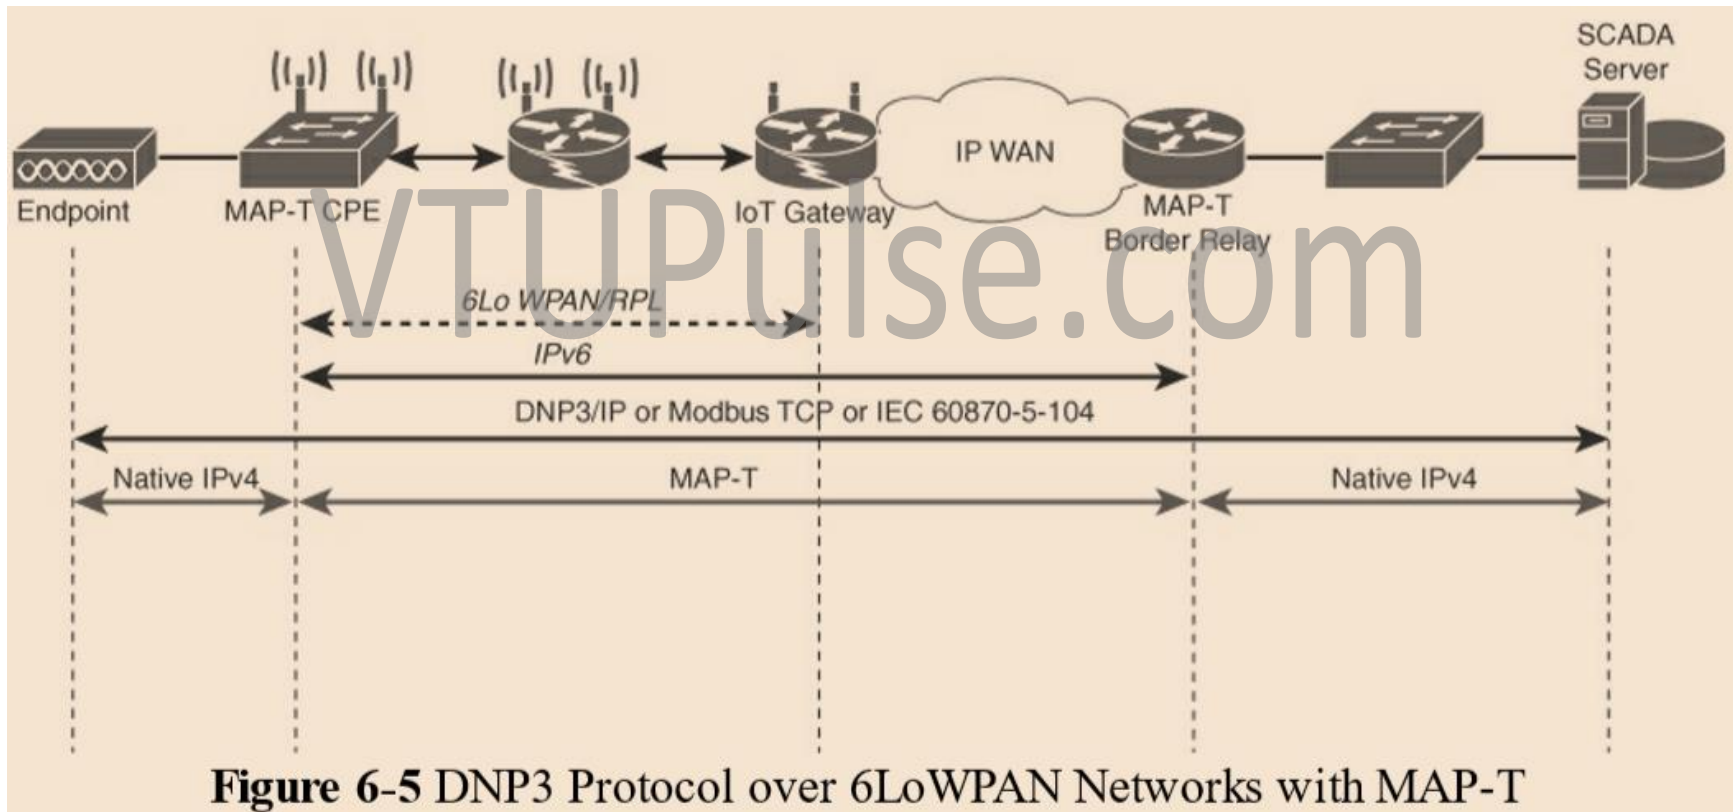 SCADA
Server
IP WAN
Endpoint
MAP-T CPE
IoT Gateway
MAP-T
Border Relay
VTUPulse.com
6Lo WPAN/RPL
IPv6
DNP3/IP or Modbus TCP or IEC 60870-5-104
Native IPv4
MAP-T
Native IPv4
Figure 6-5 DNP3 Protocol over 6LoWPAN Networks with MAP-T